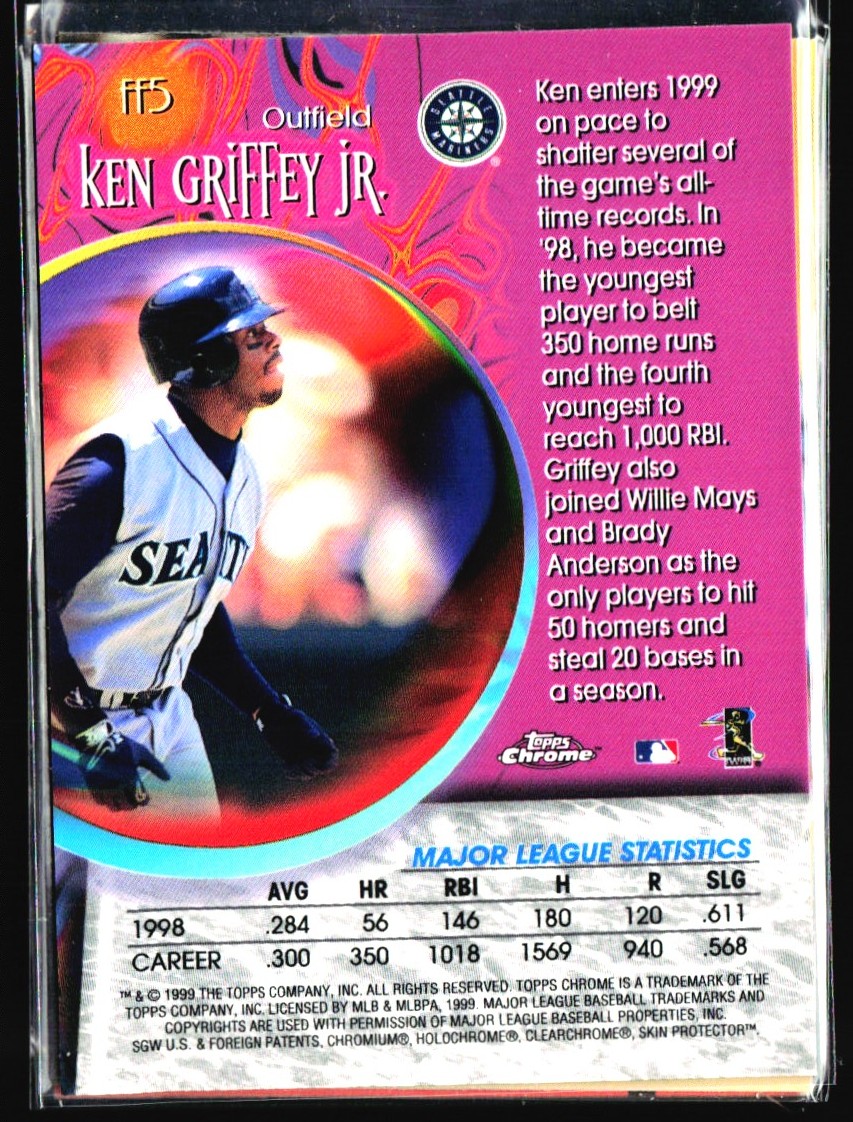 FF5
Outfield
KEN GRiFFEY jR.
SEATTLE
MARINERS
Ken enters 1999
on pace to
shatter several of
the game's all-
time records. In
'98, he became
the youngest
player to belt
350 home runs
and the fourth
youngest to
reach 1,000 RBI.
Griffey also
joined Willie Mays
and Brady
Anderson as the
only players to hit
50 homers and
steal 20 bases in
a season.
SEATT
Topps
Chrome™
MAJOR LEAGUE STATISTICS
AVG HR RBI H R SLG
1998 .284 56 146 180 120 .611
CAREER .300 350 1018 1569 940 .568
™ & © 1999 THE TOPPS COMPANY, INC. ALL RIGHTS RESERVED. TOPPS CHROME IS A TRADEMARK OF THE
TOPPS COMPANY, INC. LICENSED BY MLB & MLBPA, 1999. MAJOR LEAGUE BASEBALL TRADEMARKS AND
COPYRIGHTS ARE USED WITH PERMISSION OF MAJOR LEAGUE BASEBALL PROPERTIES, INC.
SGW U.S. & FOREIGN PATENTS, CHROMIUM®, HOLOCHROME®, CLEARCHROME®, SKIN PROTECTOR™.